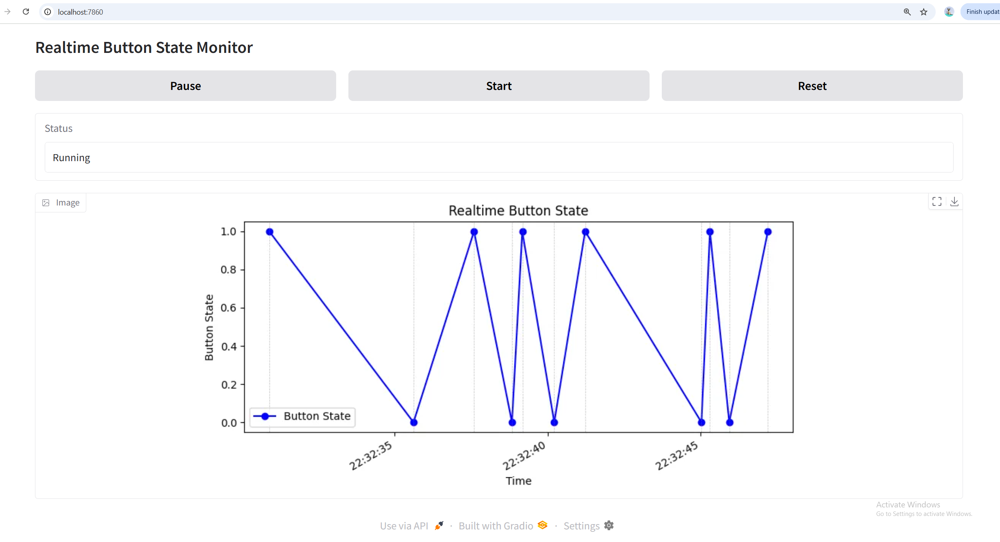 localhost:7860
Finish updat
Realtime Button State Monitor
Pause
Start
Reset
Status
Running
Image
Realtime Button State
1.0
0.8
0.6
0.4
0.2
0.0
Button State
Button State
22:32:35
22:32:40
22:32:45
Time
Activate Windows
Go to Settings to activate Windows.
Use via API · Built with Gradio · Settings